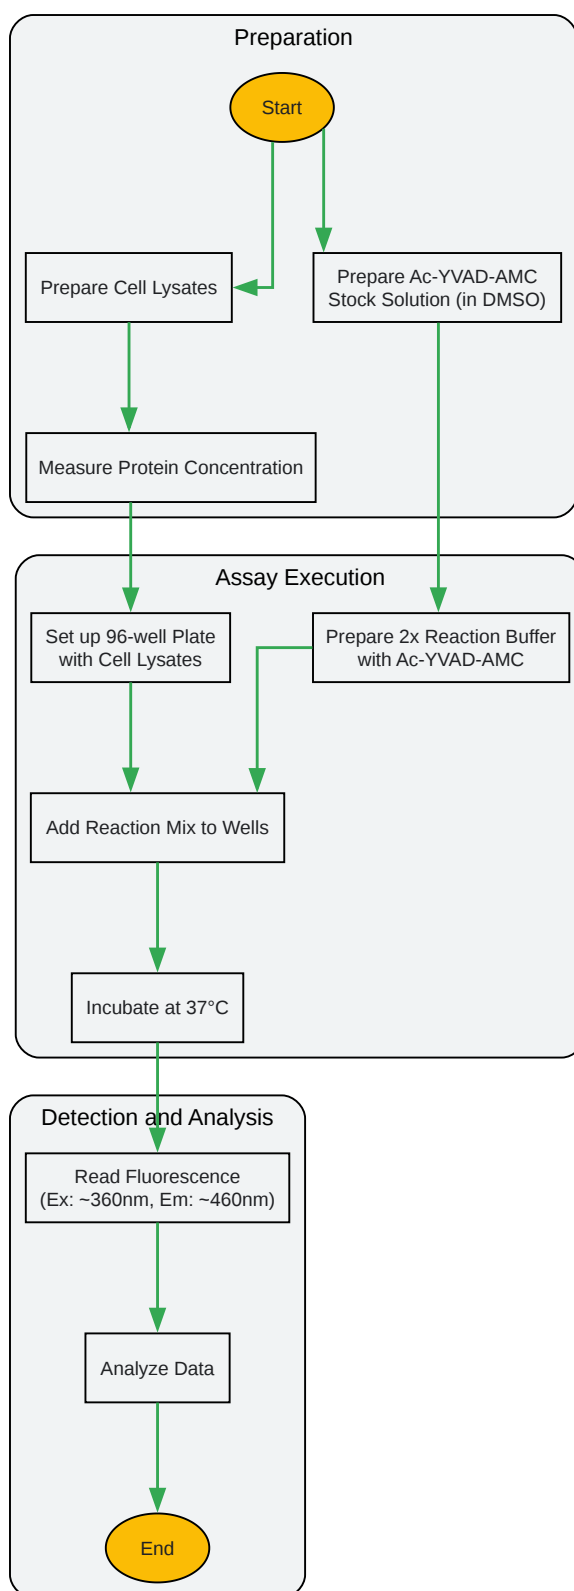 Preparation
Start
Prepare Cell Lysates
Prepare Ac-YVAD-AMC
Stock Solution (in DMSO)
Measure Protein Concentration
Assay Execution
Set up 96-well Plate
with Cell Lysates
Prepare 2x Reaction Buffer
with Ac-YVAD-AMC
Add Reaction Mix to Wells
Incubate at 37°C
Detection and Analysis
Read Fluorescence
(Ex: ~360nm, Em: ~460nm)
Analyze Data
End